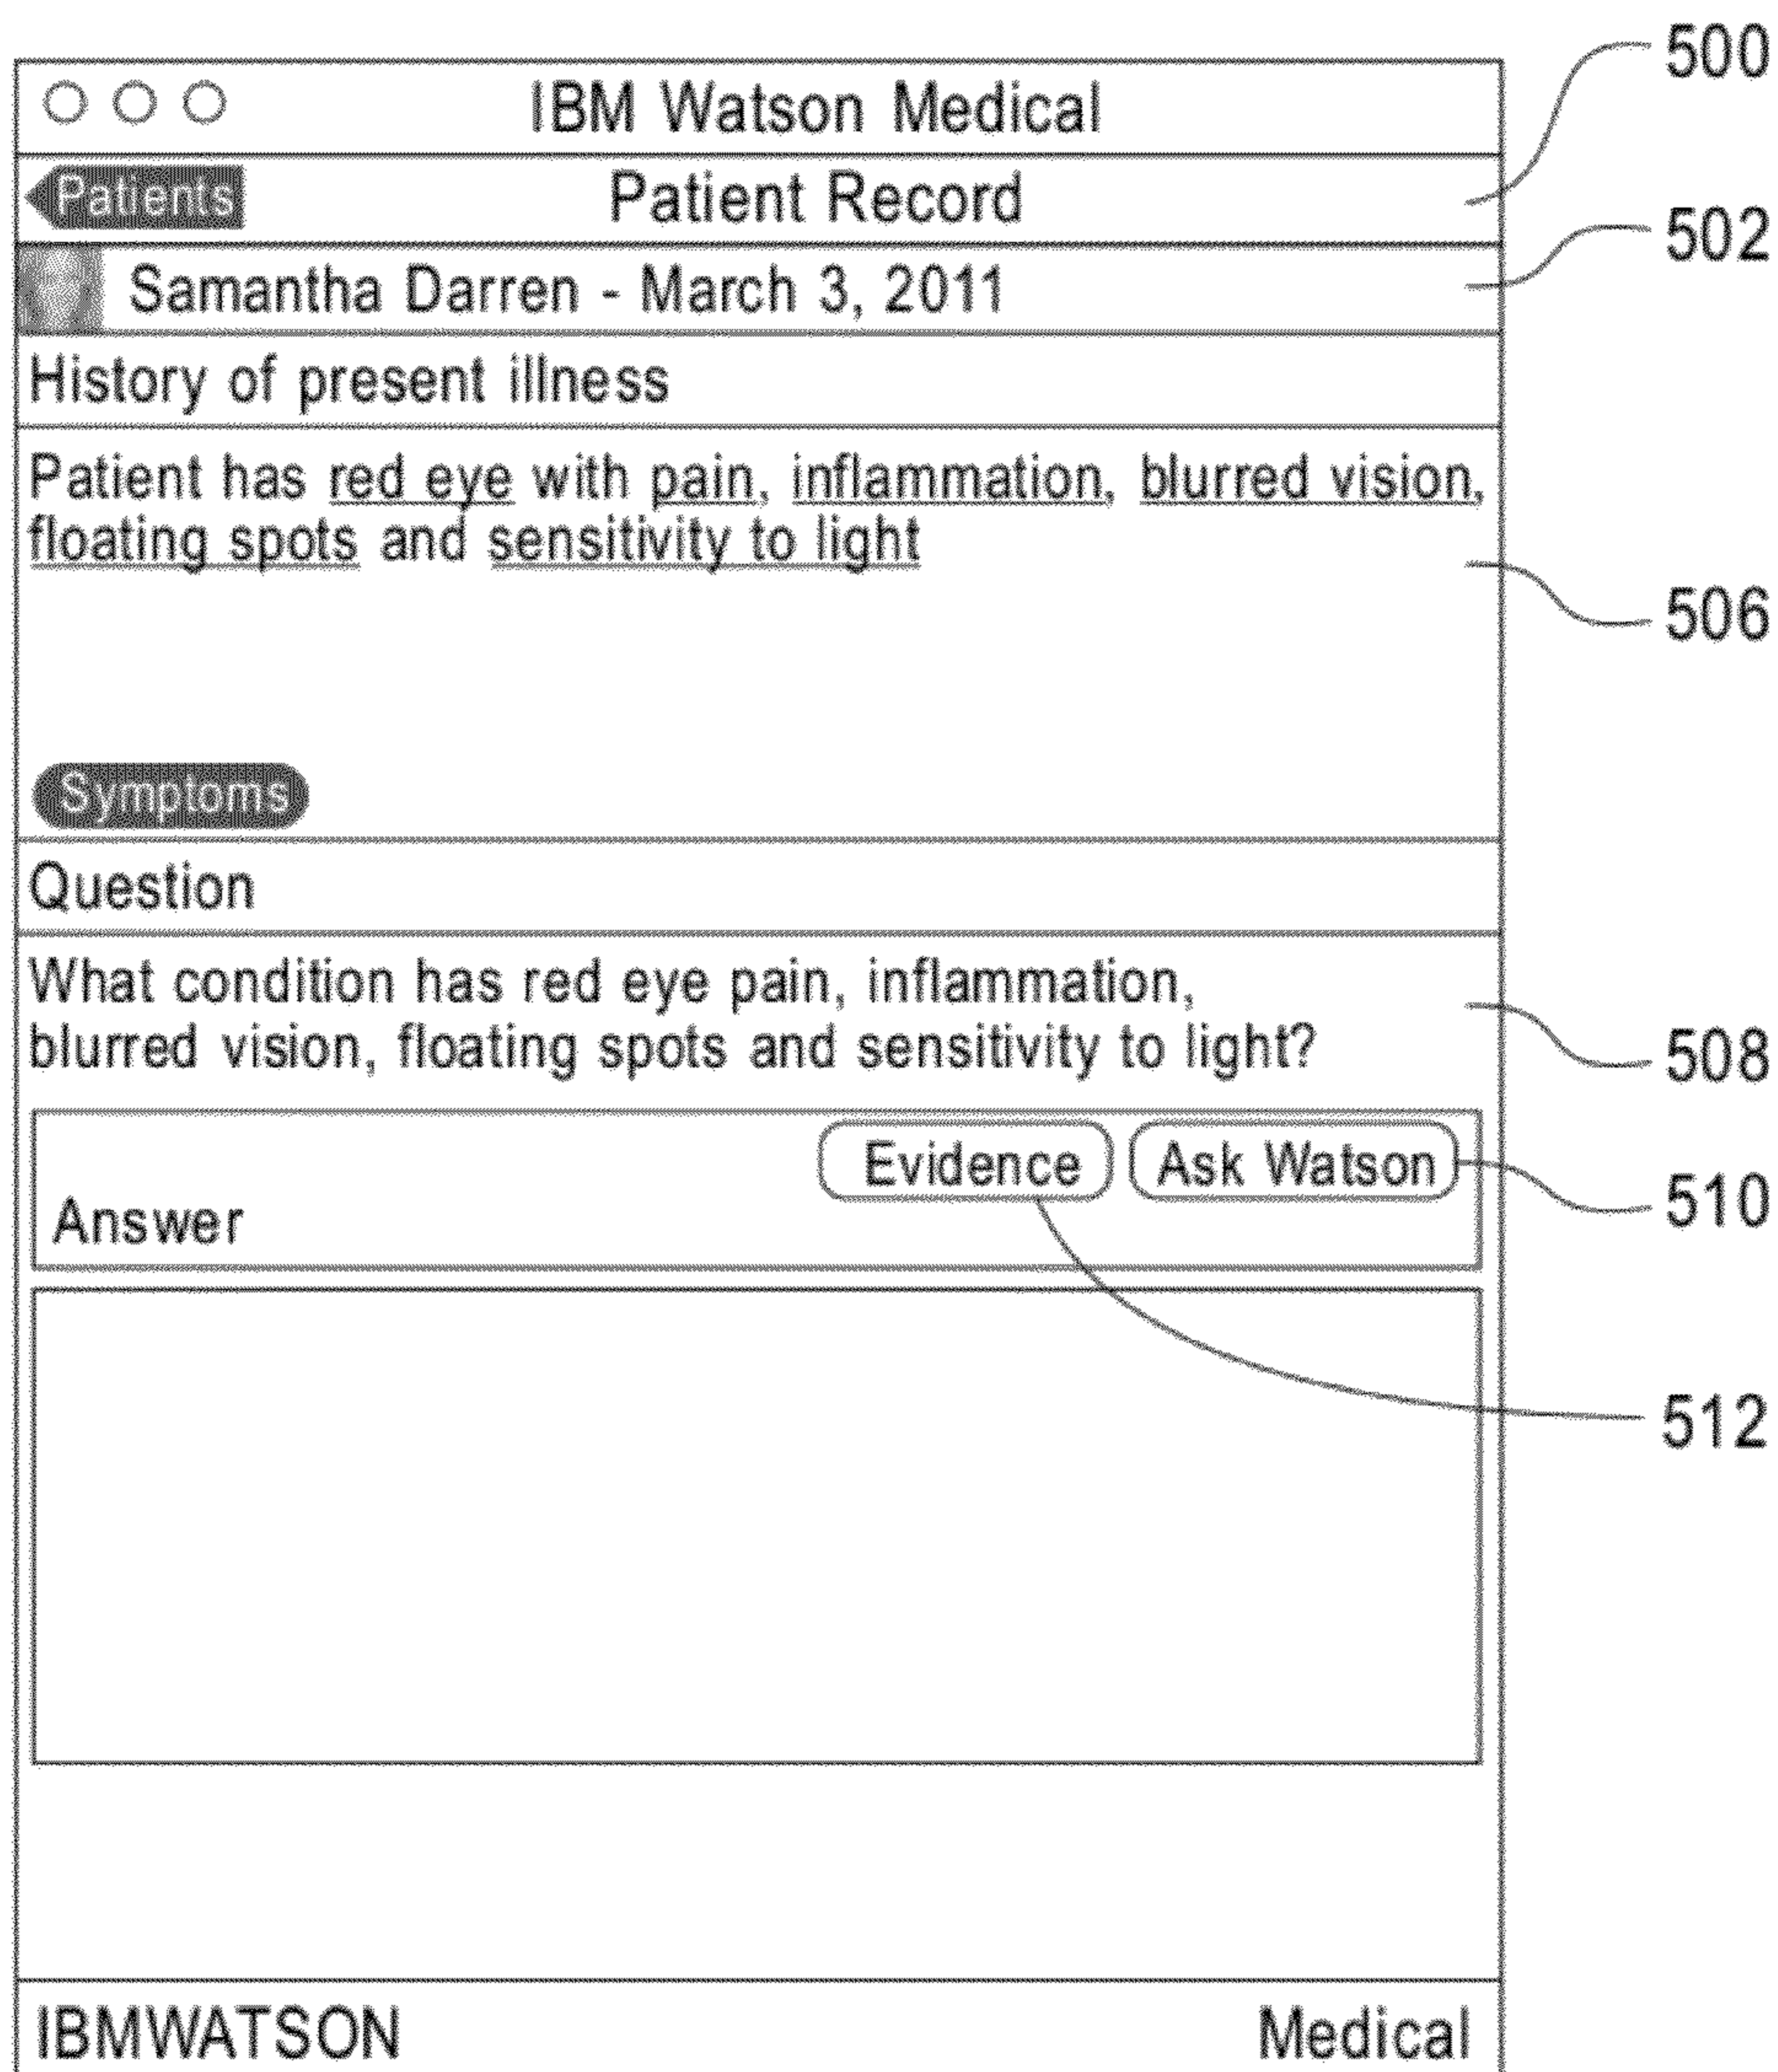 500
IBM Watson Medical
Patients
Patient Record
502
Samantha Darren - March 3, 2011
History of present illness
Patient has red eye with pain, inflammation, blurred vision,
floating spots and sensitivity to light
506
Symptoms
Question
What condition has red eye pain, inflammation,
blurred vision, floating spots and sensitivity to light?
508
Evidence
Ask Watson
510
Answer
512
IBMWATSON
Medical